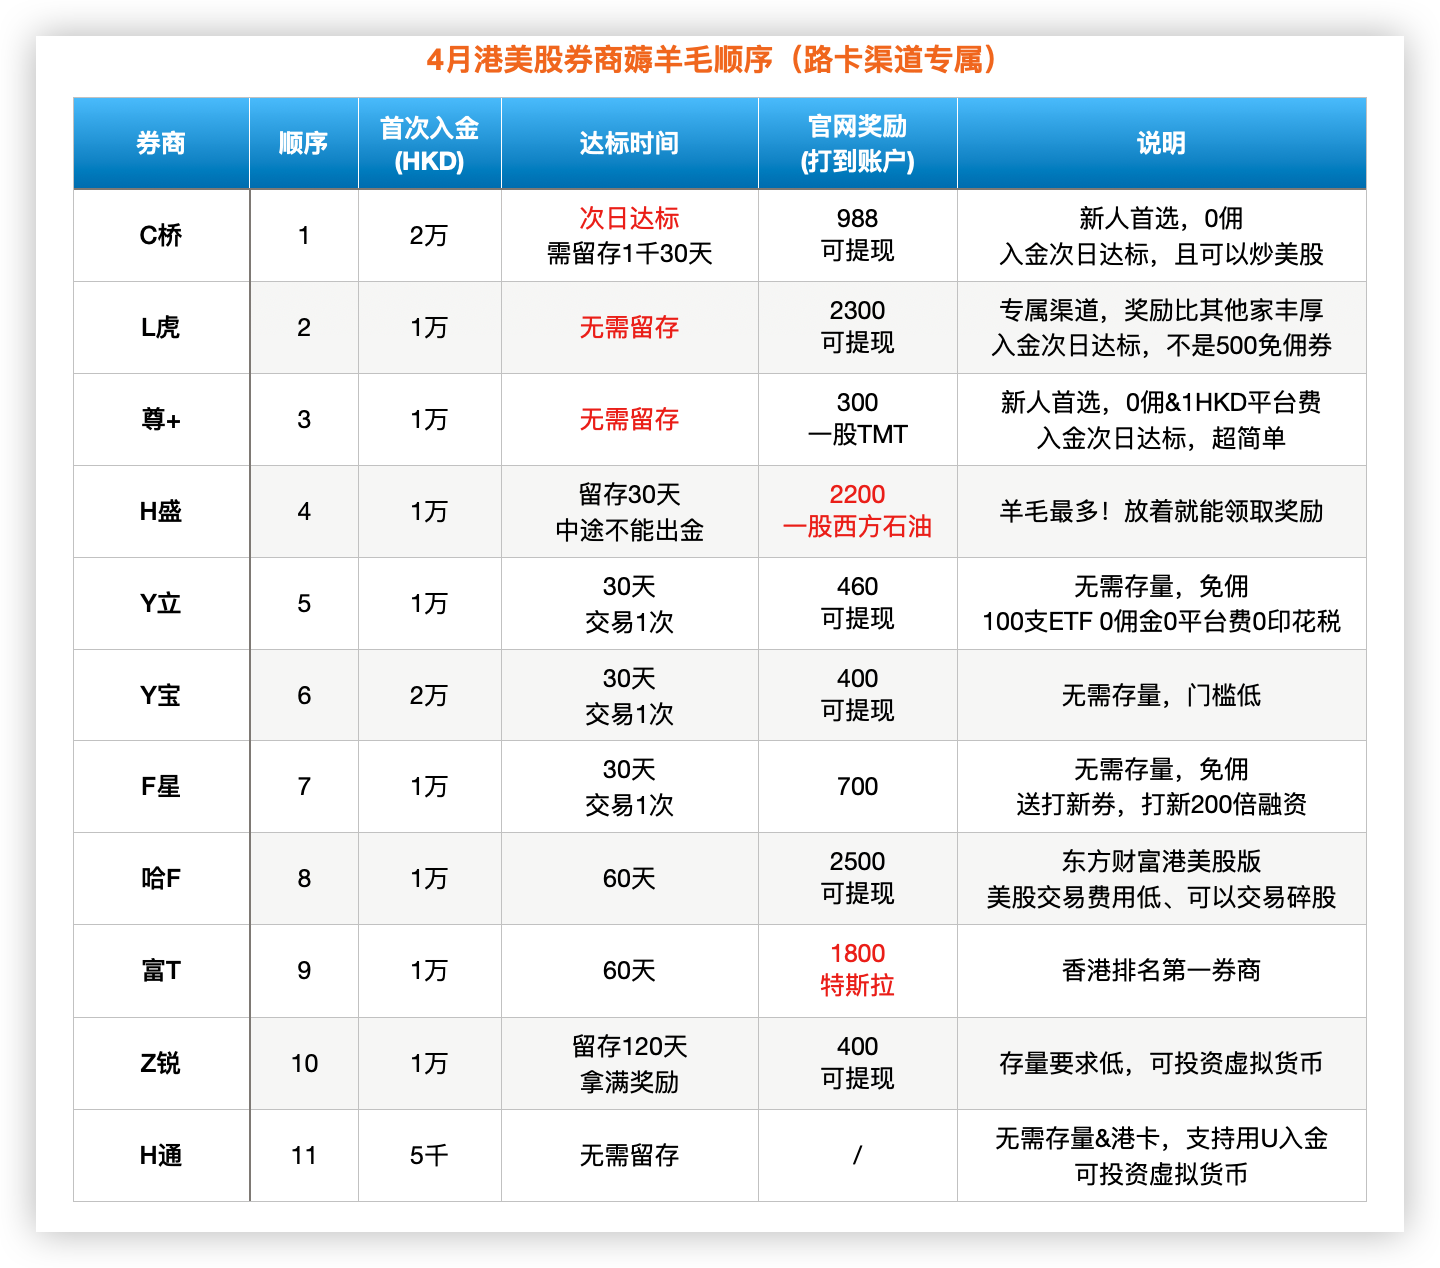 4月港美股券商薅羊毛顺序（路卡渠道专属）
券商
顺序
首次入金
(HKD)
达标时间
官网奖励
(打到账户)
说明
C桥
1
2万
次日达标
需留存1千30天
988
可提现
新人首选，0佣
入金次日达标，且可以炒美股
L虎
2
1万
无需留存
2300
可提现
专属渠道，奖励比其他家丰厚
入金次日达标，不是500免佣券
尊+
3
1万
无需留存
300
一股TMT
新人首选，0佣&1HKD平台费
入金次日达标，超简单
H盛
4
1万
留存30天
中途不能出金
2200
一股西方石油
羊毛最多！放着就能领取奖励
Y立
5
1万
30天
交易1次
460
可提现
无需存量，免佣
100支ETF 0佣金0平台费0印花税
Y宝
6
2万
30天
交易1次
400
可提现
无需存量，门槛低
F星
7
1万
30天
交易1次
700
无需存量，免佣
送打新券，打新200倍融资
哈F
8
1万
60天
2500
可提现
东方财富港美股版
美股交易费用低、可以交易碎股
富T
9
1万
60天
1800
特斯拉
香港排名第一券商
Z锐
10
1万
留存120天
拿满奖励
400
可提现
存量要求低，可投资虚拟货币
H通
11
5千
无需留存
/
无需存量&港卡，支持用U入金
可投资虚拟货币